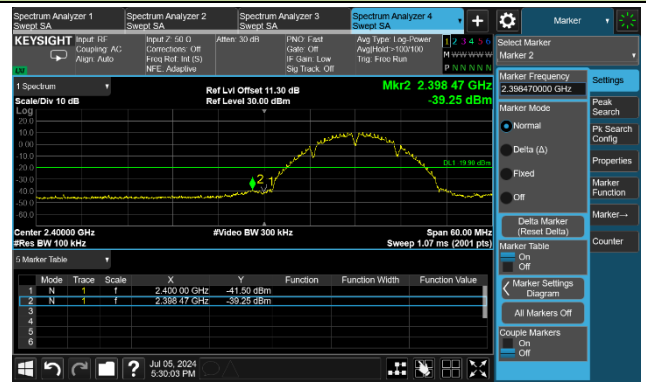 Spectrum Analyzer 1
Swept SA
Spectrum Analyzer 2
Swept SA
Spectrum Analyzer 3
Swept SA
Spectrum Analyzer 4
Swept SA
+
Marker
KEYSIGHT
Input: RF
Coupling: AC
Align: Auto
Input Z: 50 Ω
Corrections: Off
Freq Ref: Int (S)
NFE: Adaptive
Atten: 30 dB
PNO: Fast
Gate: Off
IF Gain: Low
Sig Track: Off
Avg Type: Log-Power
Avg|Hold:>100/100
Trig: Free Run
1 2 3 4 5 6
M W W W W W
P N N N N N
Select Marker
Marker 2
1 Spectrum
Scale/Div 10 dB
Ref Lvl Offset 11.30 dB
Ref Level 30.00 dBm
Mkr2 2.398 47 GHz
-39.25 dBm
Log
20.0
10.0
0.00
-10.0
-20.0
-30.0
-40.0
-50.0
-60.0
2
1
Center 2.40000 GHz
#Res BW 100 kHz
#Video BW 300 kHz
Span 60.00 MHz
Sweep 1.07 ms (2001 pts)
5 Marker Table
Mode Trace Scale X Y Function Function Width Function Value
1 N 1 f 2.400 00 GHz -41.50 dBm
2 N 1 f 2.398 47 GHz -39.25 dBm
3
4
5
6
Marker Frequency
2.398470000 GHz
Marker Mode
Normal
Delta (Δ)
Fixed
Off
Delta Marker
(Reset Delta)
Marker Table
On
Off
Marker Settings
Diagram
All Markers Off
Couple Markers
On
Off
Settings
Peak
Search
Pk Search
Config
Properties
Marker
Function
Marker→
Counter
?
Jul 05, 2024
5:30:03 PM